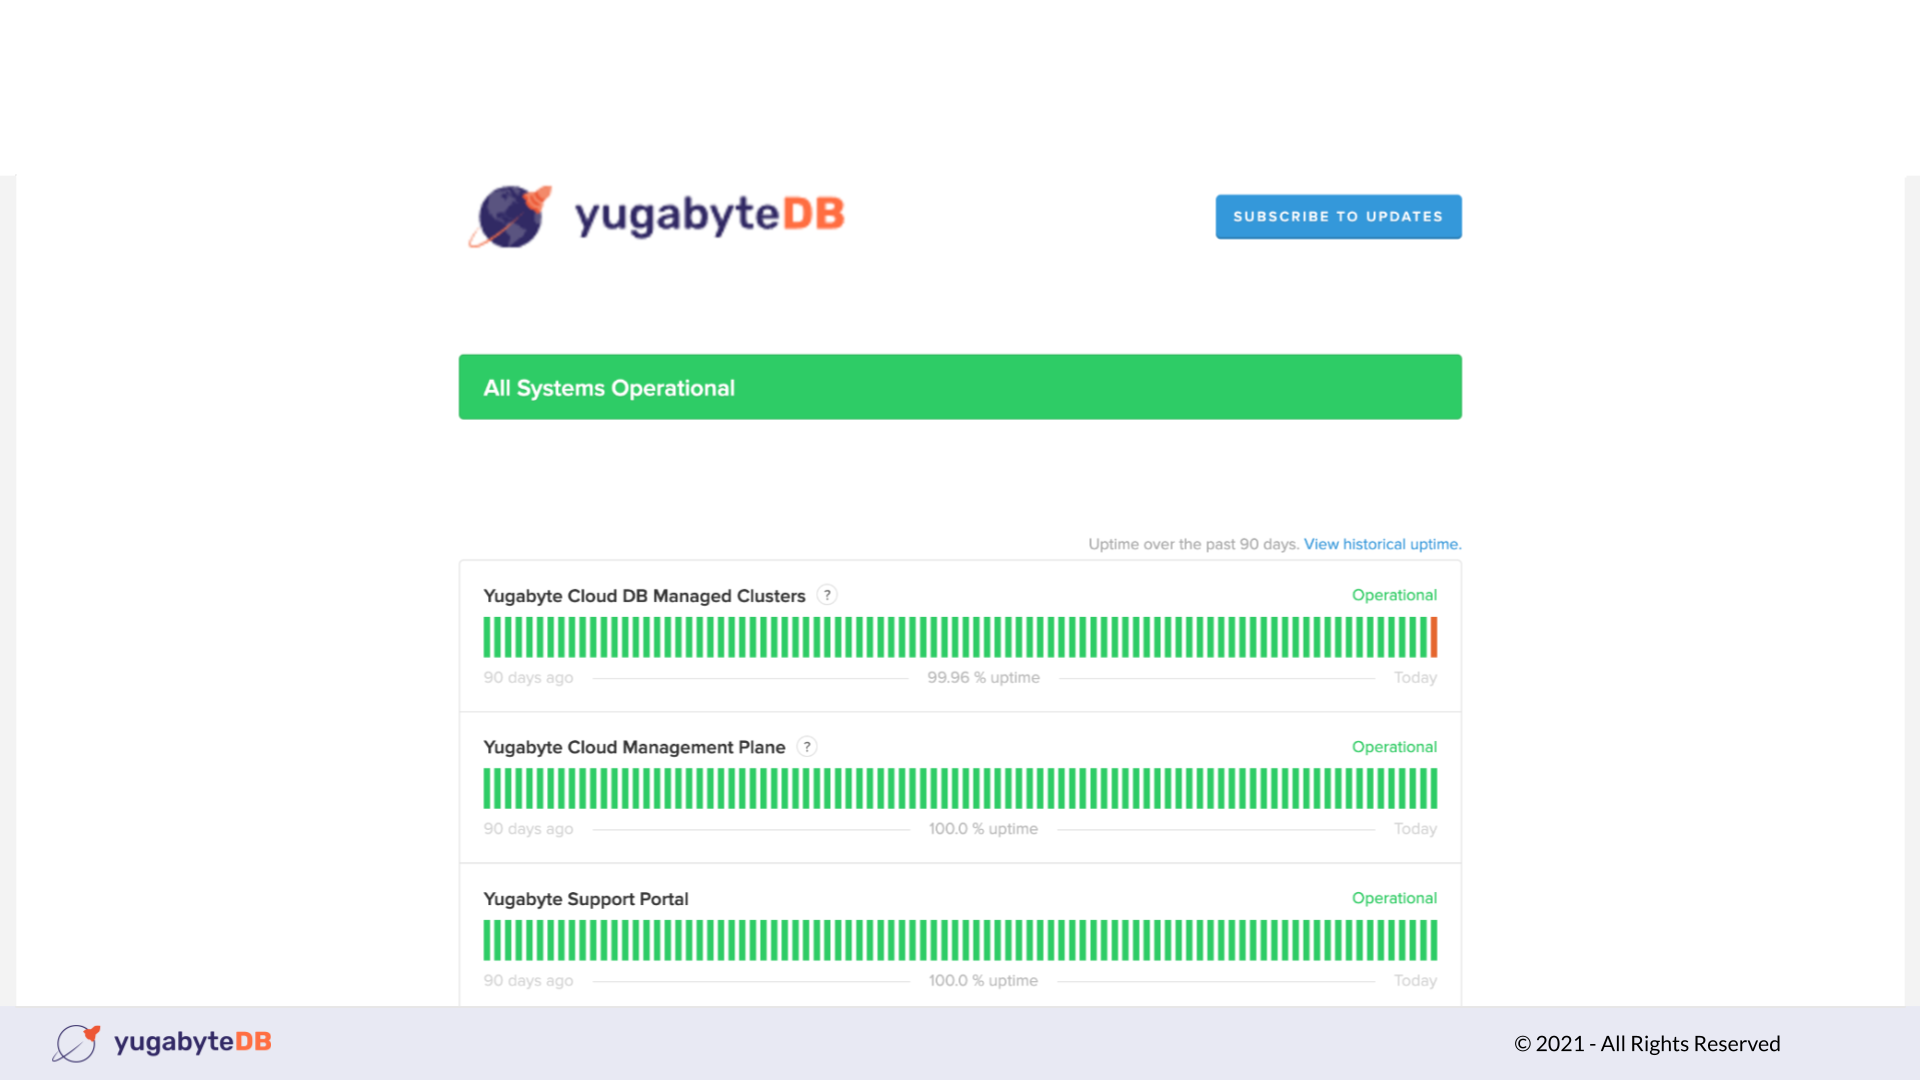 yugabyteDB
SUBSCRIBE TO UPDATES
All Systems Operational
Uptime over the past 90 days. View historical uptime.
Yugabyte Cloud DB Managed Clusters ? Operational
90 days ago 99.96 % uptime Today
Yugabyte Cloud Management Plane ? Operational
90 days ago 100.0 % uptime Today
Yugabyte Support Portal Operational
90 days ago 100.0 % uptime Today
yugabyteDB © 2021 - All Rights Reserved